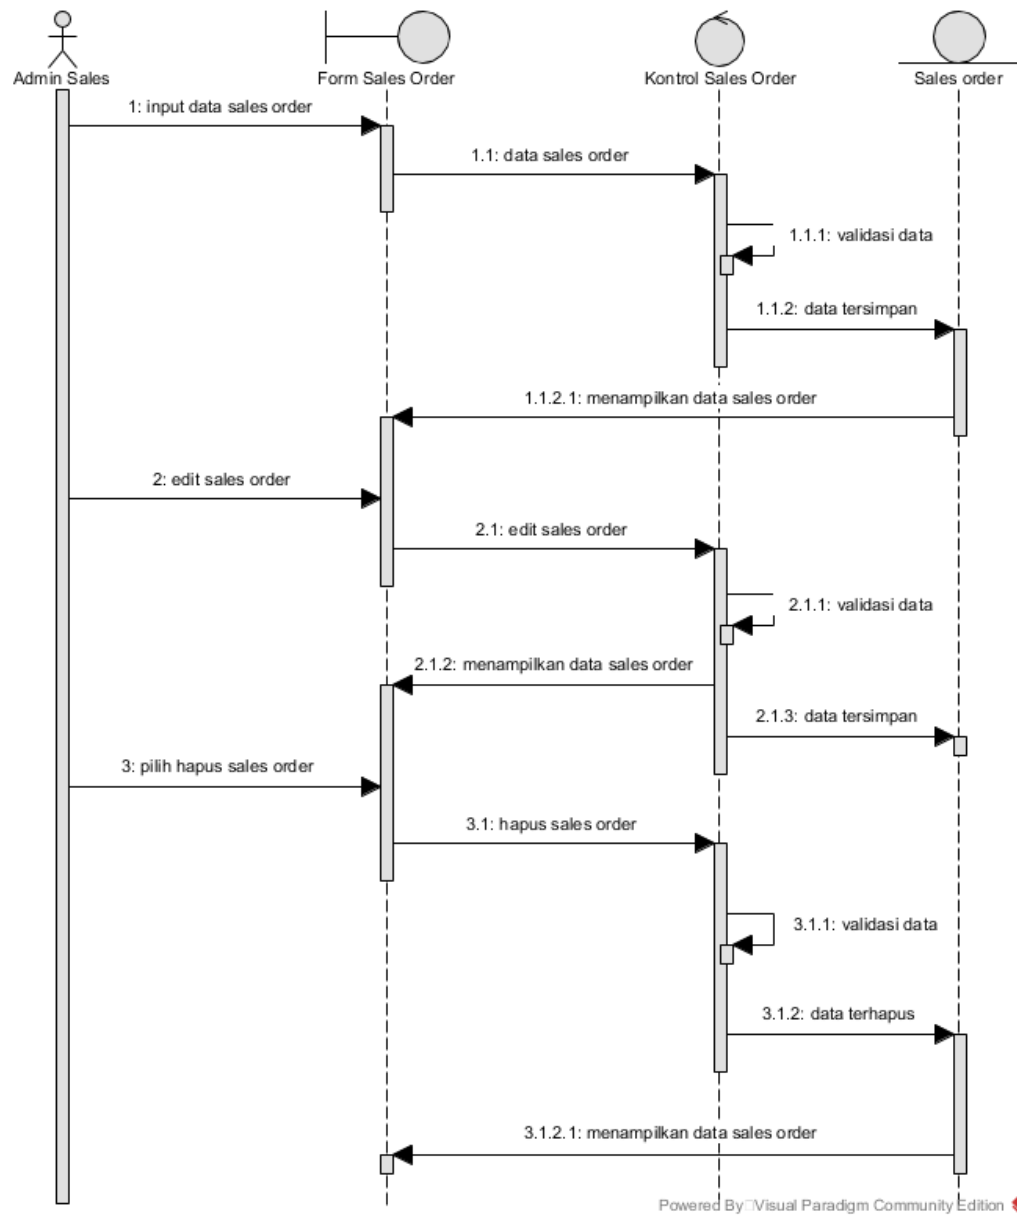 Admin Sales
Form Sales Order
Kontrol Sales Order
Sales order
1: input data sales order
1.1: data sales order
1.1.1: validasi data
1.1.2: data tersimpan
1.1.2.1: menampilkan data sales order
2: edit sales order
2.1: edit sales order
2.1.1: validasi data
2.1.2: menampilkan data sales order
2.1.3: data tersimpan
3: pilih hapus sales order
3.1: hapus sales order
3.1.1: validasi data
3.1.2: data terhapus
3.1.2.1: menampilkan data sales order
Powered By Visual Paradigm Community Edition